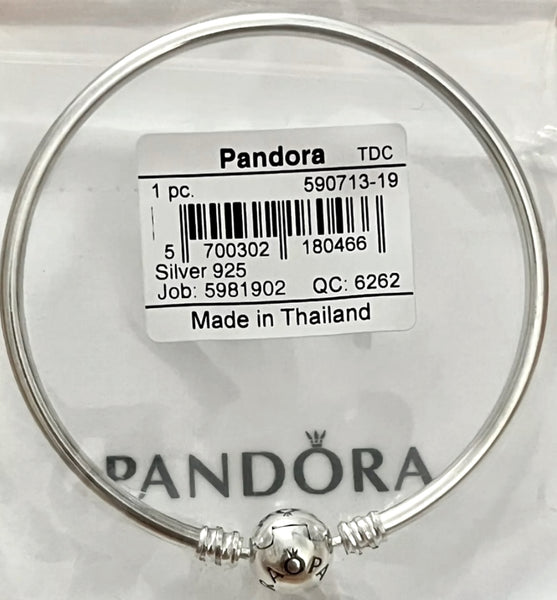 Pandora TDC
1 pc. 590713-19
5 700302 180466
Silver 925
Job: 5981902 QC: 6262
Made in Thailand
PANDORA